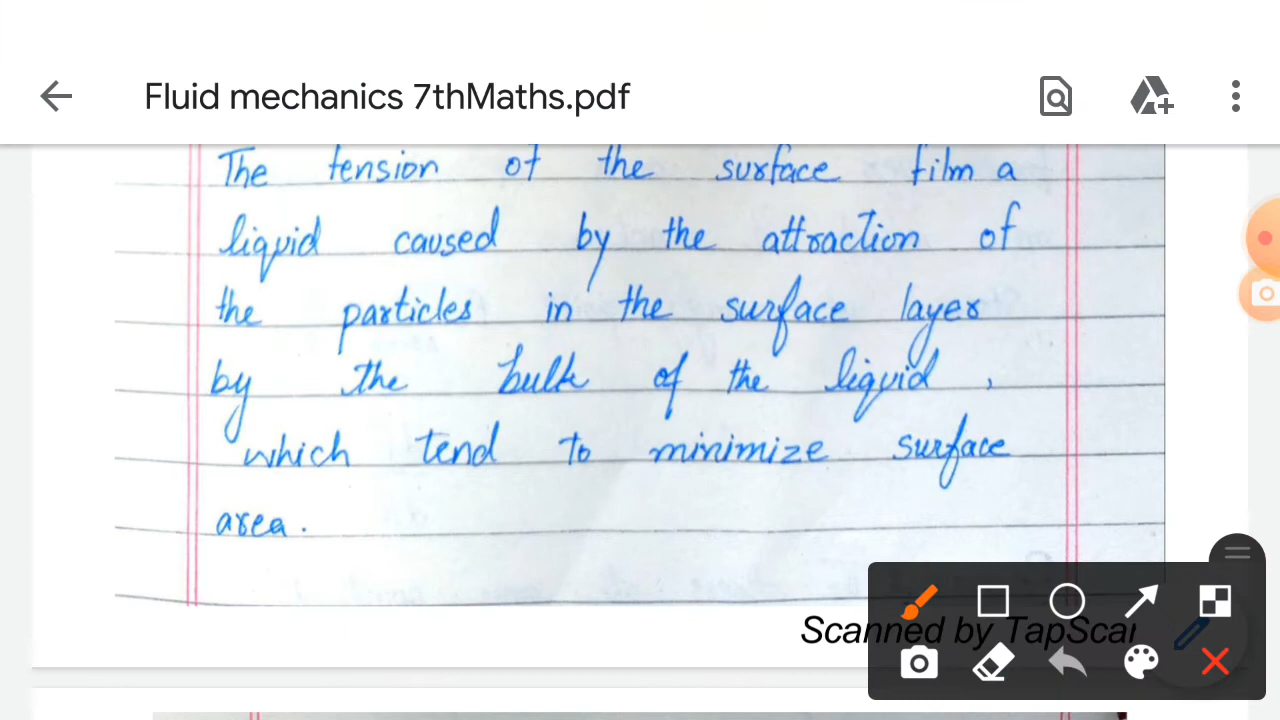 Fluid mechanics 7thMaths.pdf
The tension of the surface film a
liquid caused by the attraction of
the particles in the surface layer
by the bulk of the liquid,
which tend to minimize surface
area.
Scanned by TapScan